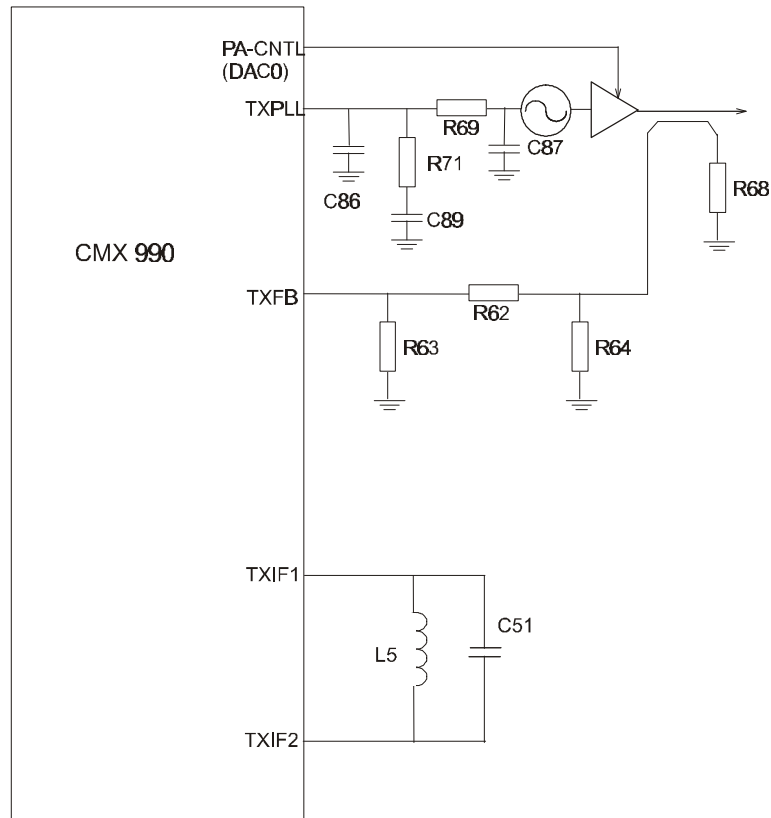 PA-CNTL
(DAC0)
TXPLL
R69
C87
R71
C86
C89
R68
CMX 990
TXFB
R62
R63
R64
TXIF1
C51
L5
TXIF2